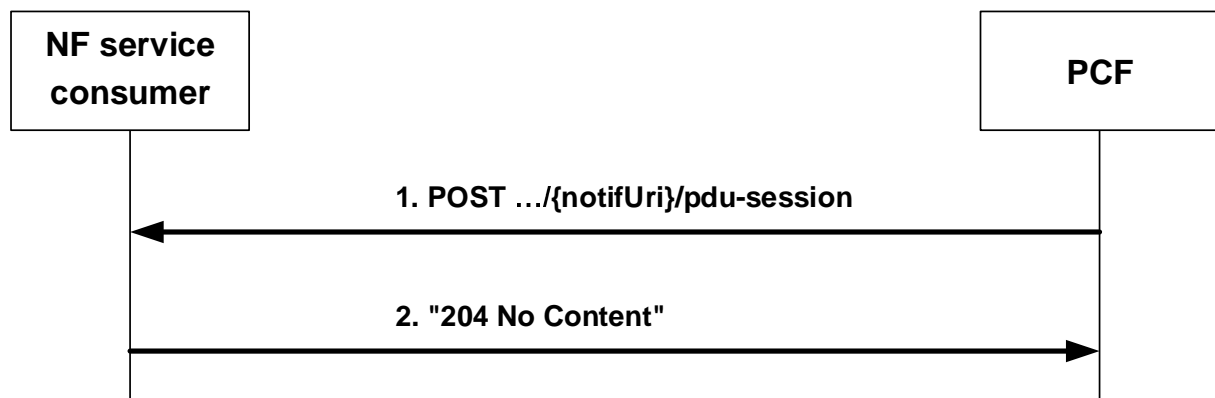 NF service
consumer
PCF
1. POST …/{notifUri}/pdu-session
2. "204 No Content"